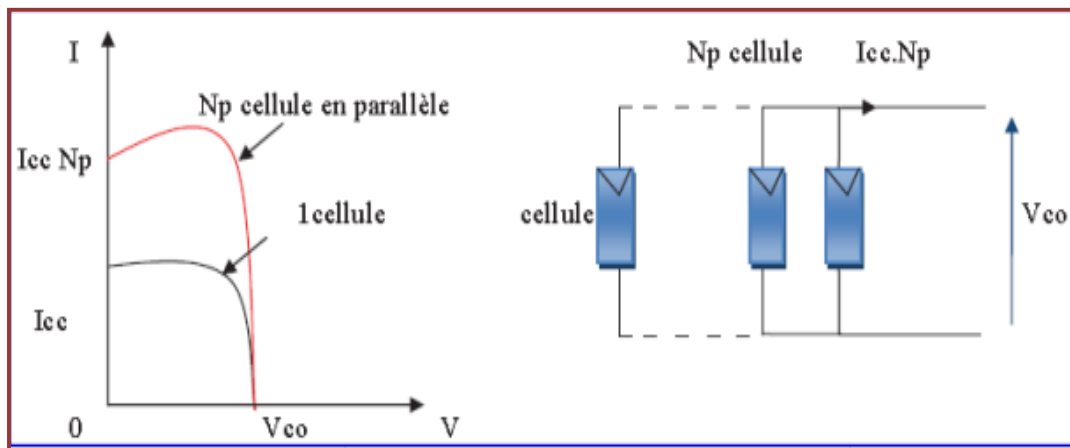 I
Np cellule en parallèle
Icc Np
1cellule
Icc
0
Vco
V
Np cellule
Icc.Np
cellule
Vco